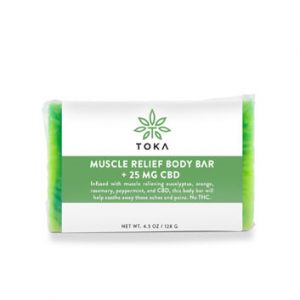 TOKA
MUSCLE RELIEF BODY BAR
+ 25 MG CBD
Infused with muscle relieving eucalyptus, orange,
rosemary, peppermint, and CBD, this body bar will
help soothe away those aches and pains. No THC.
NET WT. 4.5 OZ / 128 G